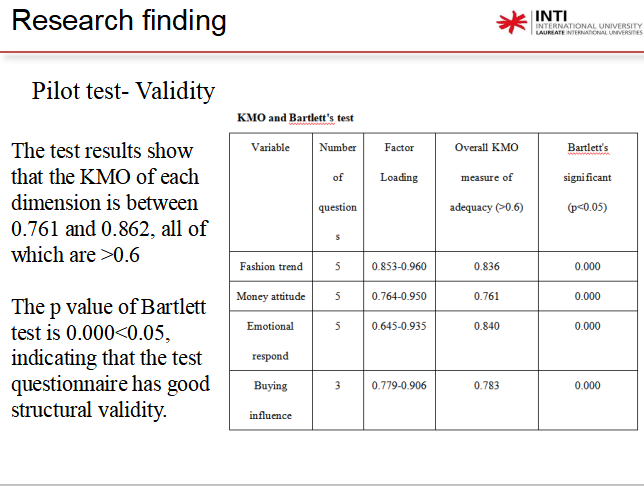 Research finding
INTI
INTERNATIONAL UNIVERSITY
LAUREATE INTERNATIONAL UNIVERSITIES
Pilot test- Validity
The test results show
that the KMO of each
dimension is between
0.761 and 0.862, all of
which are >0.6
The p value of Bartlett
test is 0.000<0.05,
indicating that the test
questionnaire has good
structural validity.
KMO and Bartlett's test
Variable Number of question s Factor Loading Overall KMO measure of adequacy (>0.6) Bartlett's significant (p<0.05)
Fashion trend 5 0.853-0.960 0.836 0.000
Money attitude 5 0.764-0.950 0.761 0.000
Emotional respond 5 0.645-0.935 0.840 0.000
Buying influence 3 0.779-0.906 0.783 0.000